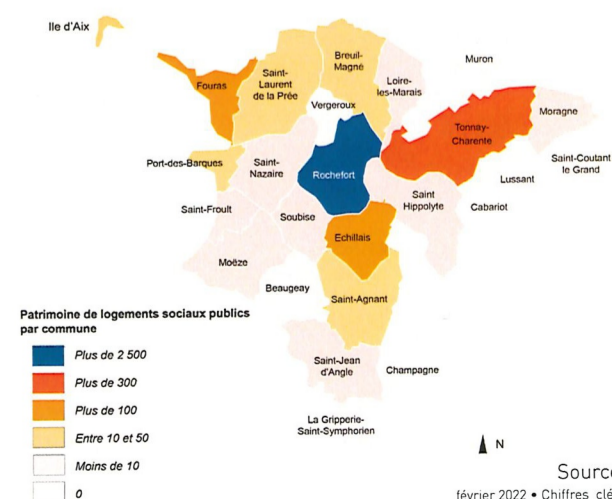 Ile d'Aix
Breuil-
Magné
Muron
Saint-
Laurent
de la Prée
Loire-
les-Marais
Fouras
Vergeroux
Moragne
Tonnay-
Charente
Port-des-Barques
Saint-
Nazaire
Saint-Coutant
le Grand
Rochefort
Lussant
Saint
Hippolyte
Saint-Froult
Cabariot
Soubise
Echillais
Moëze
Beaugeay
Saint-Agnant
Patrimoine de logements sociaux publics
par commune
Plus de 2 500
Plus de 300
Plus de 100
Entre 10 et 50
Moins de 10
0
Saint-Jean
d'Angle
Champagne
La Gripperie-
Saint-Symphorien
N
Source
février 2022 • Chiffres clé